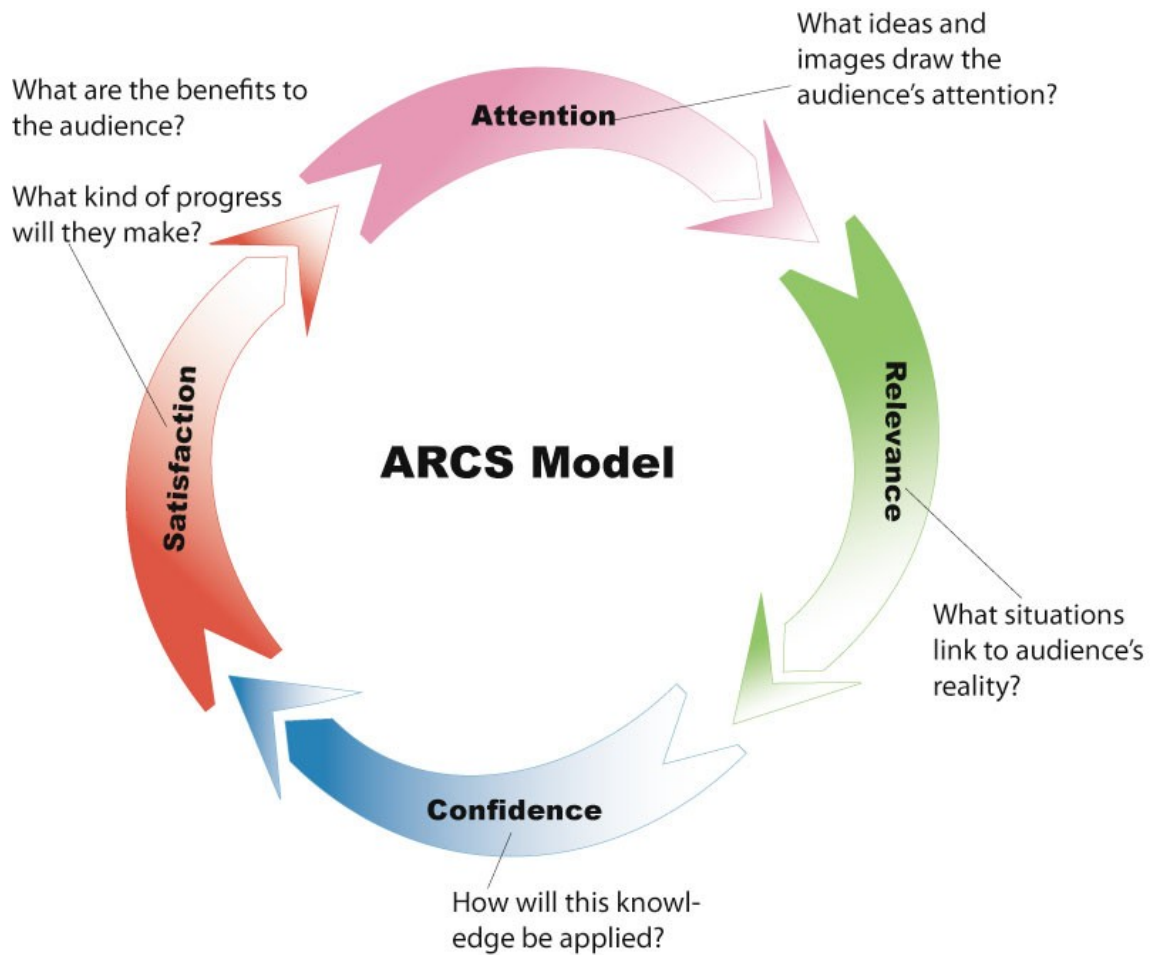 What ideas and
images draw the
audience’s attention?
What are the benefits to
the audience?
What kind of progress
will they make?
Attention
Relevance
ARCS Model
Satisfaction
What situations
link to audience’s
reality?
Confidence
How will this knowl-
edge be applied?